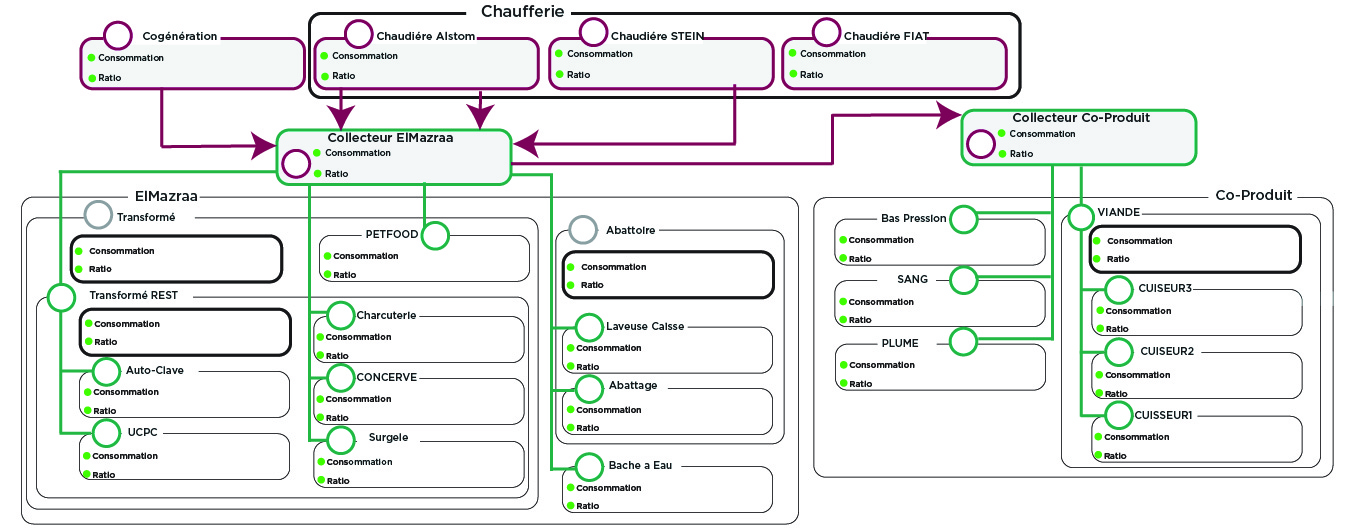 Chaufferie
Cogénération
Consommation
Ratio
Chaudiére Alstom
Consommation
Ratio
Chaudiére STEIN
Consommation
Ratio
Chaudiére FIAT
Consommation
Ratio
Collecteur ElMazraa
Consommation
Ratio
Collecteur Co-Produit
Consommation
Ratio
ElMazraa
Transformé
Consommation
Ratio
PETFOOD
Consommation
Ratio
Transformé REST
Consommation
Ratio
Auto-Clave
Consommation
Ratio
UCPC
Consommation
Ratio
Charcuterie
Consommation
Ratio
CONCERVE
Consommation
Ratio
Surgele
Consommation
Ratio
Abattoire
Consommation
Ratio
Laveuse Caisse
Consommation
Ratio
Abattage
Consommation
Ratio
Bache a Eau
Consommation
Ratio
Co-Produit
Bas Pression
Consommation
Ratio
SANG
Consommation
Ratio
PLUME
Consommation
Ratio
VIANDE
Consommation
Ratio
CUISEUR3
Consommation
Ratio
CUISEUR2
Consommation
Ratio
CUISSEUR1
Consommation
Ratio